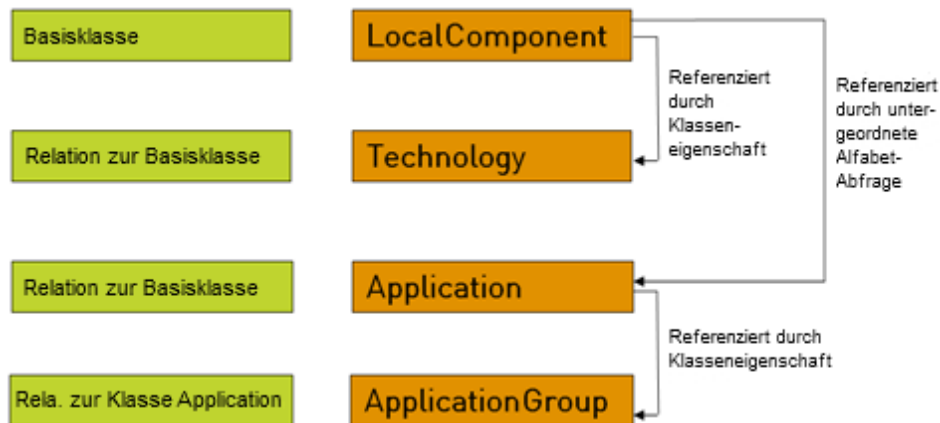 Basisklasse
LocalComponent
Referenziert
durch
Klassen-
eigenschaft
Referenziert
durch unter-
geordnete
Alfabet-
Abfrage
Relation zur Basisklasse
Technology
Relation zur Basisklasse
Application
Referenziert durch
Klasseneigenschaft
Rela. zur Klasse Application
ApplicationGroup